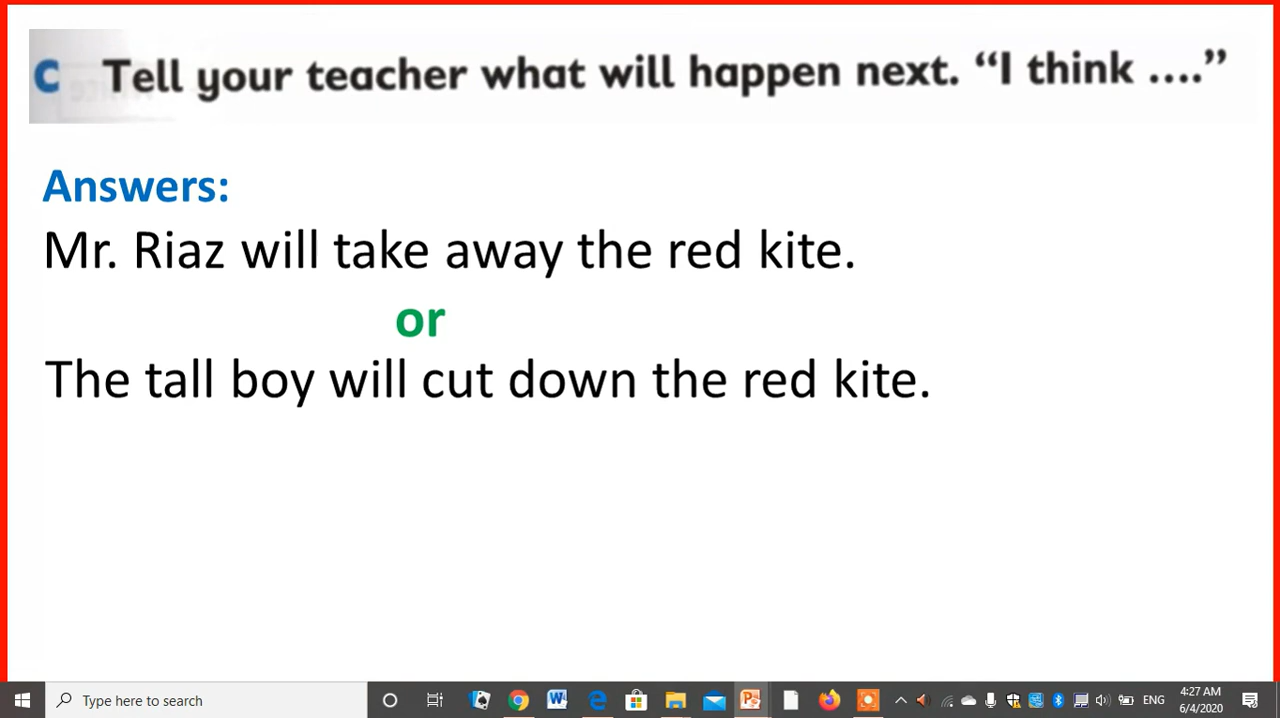 C Tell your teacher what will happen next. “I think ....”
Answers:
Mr. Riaz will take away the red kite.
or
The tall boy will cut down the red kite.
Type here to search
ENG
4:27 AM
6/4/2020